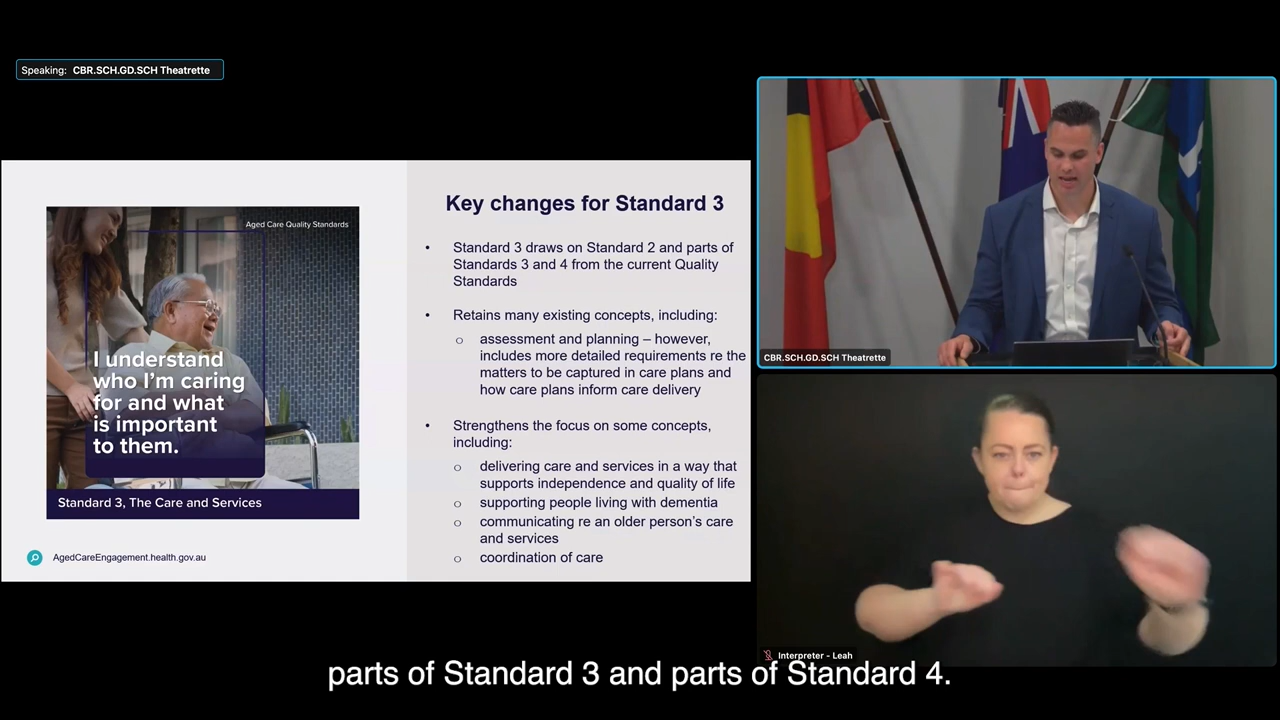 Speaking: CBR.SCH.GD.SCH Theatrette
Aged Care Quality Standards
I understand
who I'm caring
for and what
is important
to them.
Standard 3, The Care and Services
AgedCareEngagement.health.gov.au
Key changes for Standard 3
• Standard 3 draws on Standard 2 and parts of
Standards 3 and 4 from the current Quality
Standards
• Retains many existing concepts, including:
o assessment and planning – however,
includes more detailed requirements re the
matters to be captured in care plans and
how care plans inform care delivery
• Strengthens the focus on some concepts,
including:
o delivering care and services in a way that
supports independence and quality of life
o supporting people living with dementia
o communicating re an older person's care
and services
o coordination of care
CBR.SCH.GD.SCH Theatrette
Interpreter - Leah
parts of Standard 3 and parts of Standard 4.